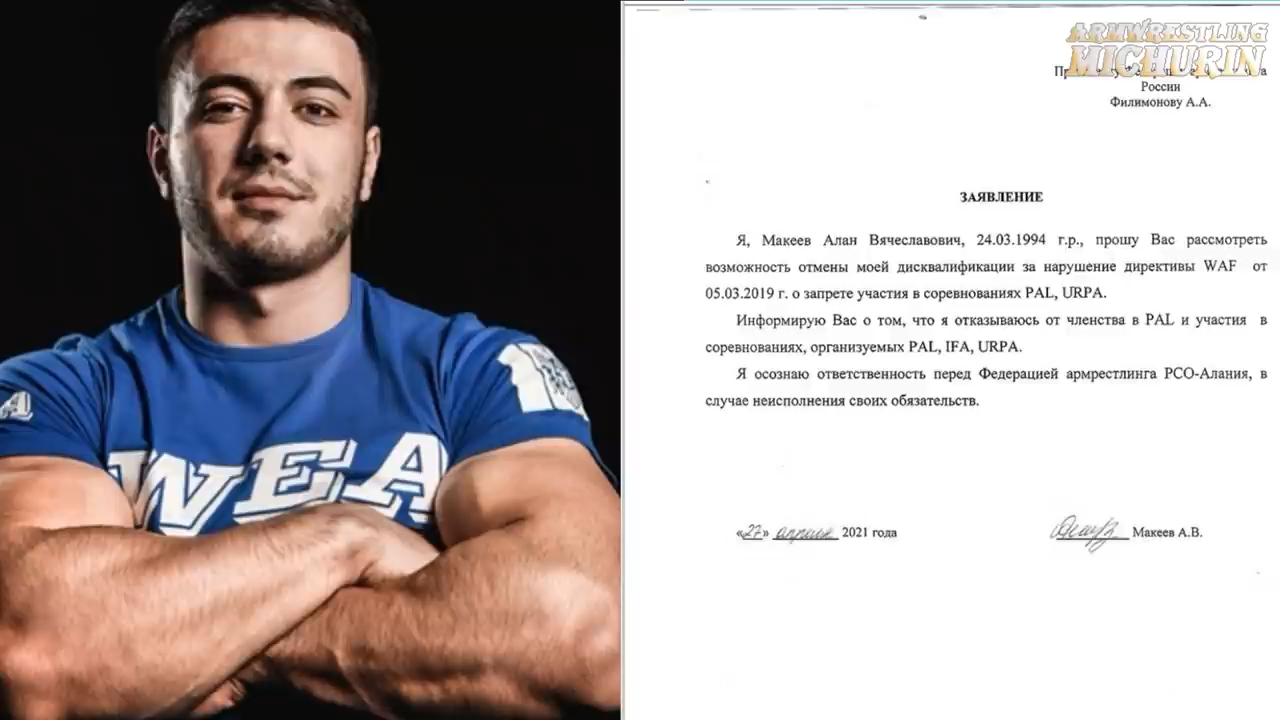 WEA
A
ARMWRESTLING
MICHURIN
России
Филимонову А.А.
ЗАЯВЛЕНИЕ
Я, Макеев Алан Вячеславович, 24.03.1994 г.р., прошу Вас рассмотреть
возможность отмены моей дисквалификации за нарушение директивы WAF от
05.03.2019 г. о запрете участия в соревнованиях PAL, URPA.
Информирую Вас о том, что я отказываюсь от членства в PAL и участия в
соревнованиях, организуемых PAL, IFA, URPA.
Я осознаю ответственность перед Федерацией армрестлинга РСО-Алания, в
случае неисполнения своих обязательств.
«27» апреля 2021 года
Макеев А.В.